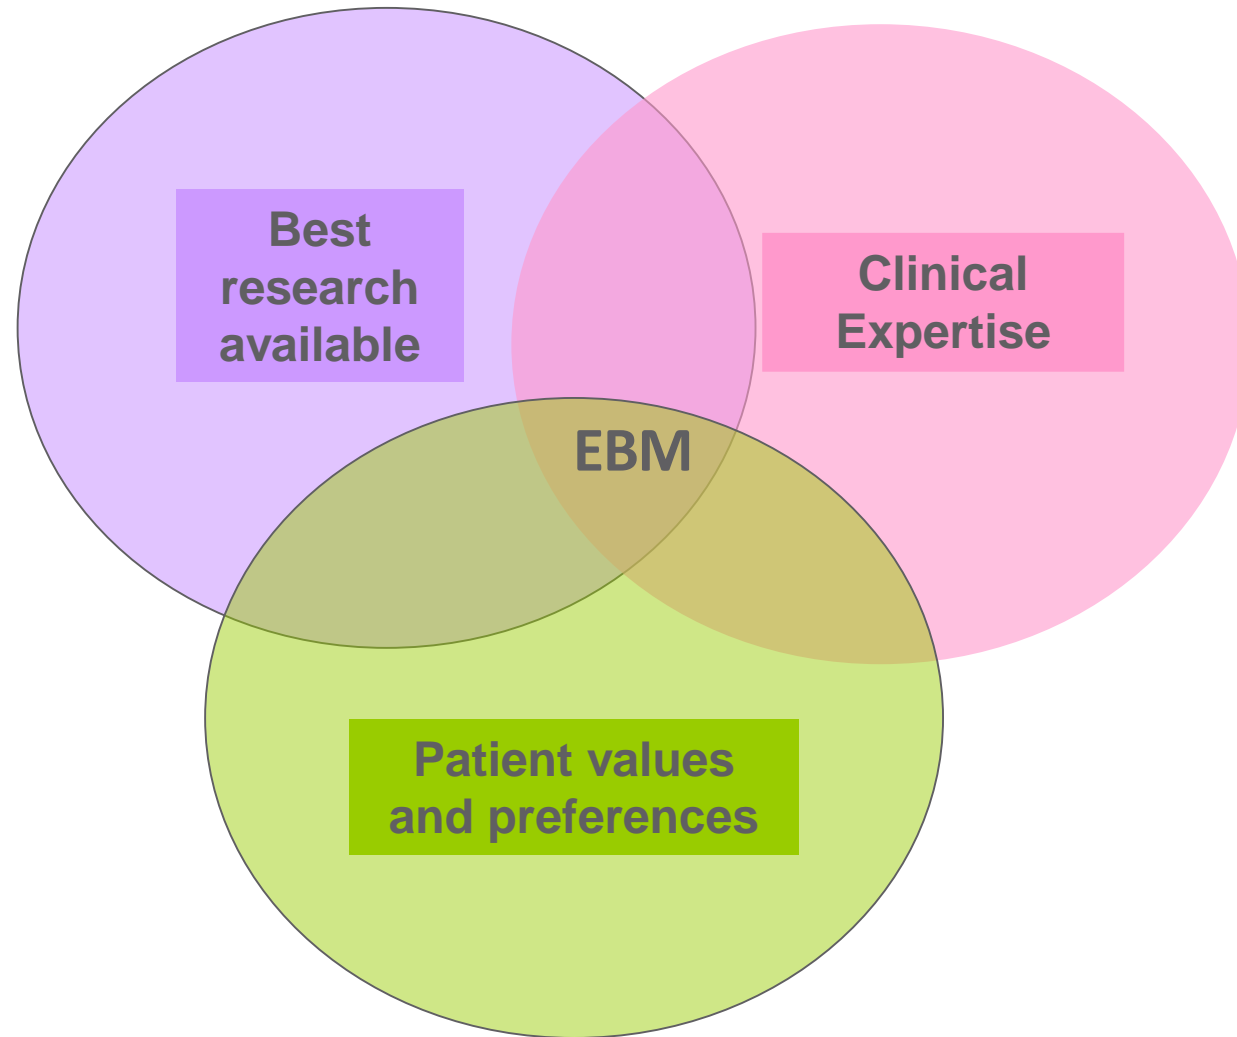 Best
research
available
Clinical
Expertise
EBM
Patient values
and preferences